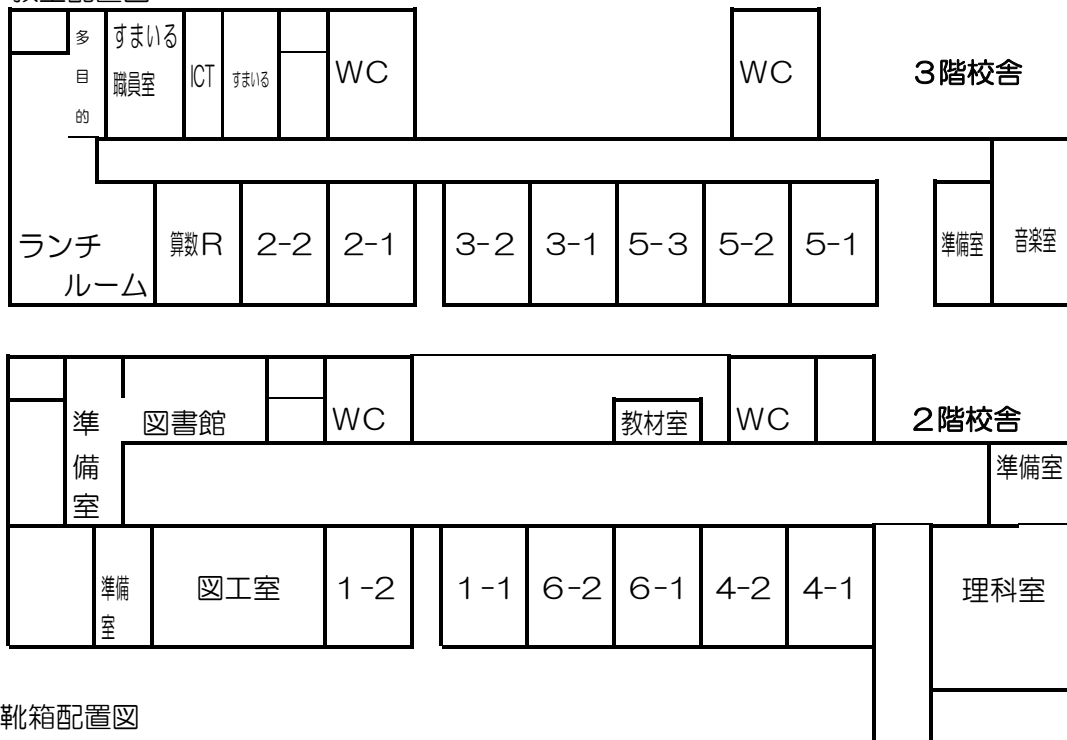 多
目
的
すまいる
職員室
ICT
すまいる
WC
WC
3階校舎
ランチ
ルーム
算数R
2-2
2-1
3-2
3-1
5-3
5-2
5-1
準備室
音楽室
準
備
室
図書館
WC
教材室
WC
2階校舎
準備室
準備
室
図工室
1-2
1-1
6-2
6-1
4-2
4-1
理科室
靴箱配置図